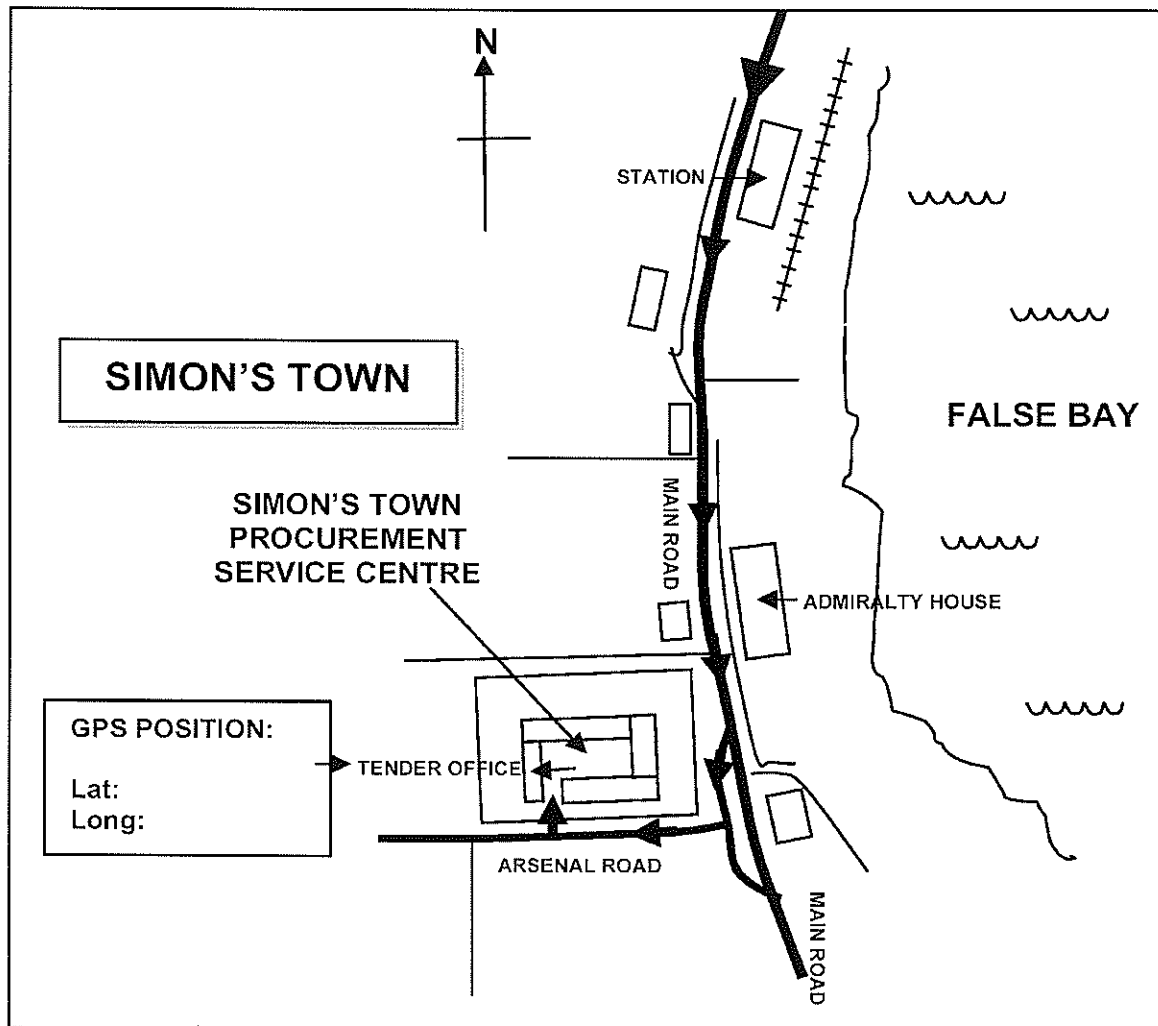 N
STATION
SIMON'S TOWN
FALSE BAY
MAIN ROAD
SIMON'S TOWN
PROCUREMENT
SERVICE CENTRE
ADMIRALTY HOUSE
GPS POSITION:
Lat:
Long:
TENDER OFFICE
ARSENAL ROAD
MAIN ROAD